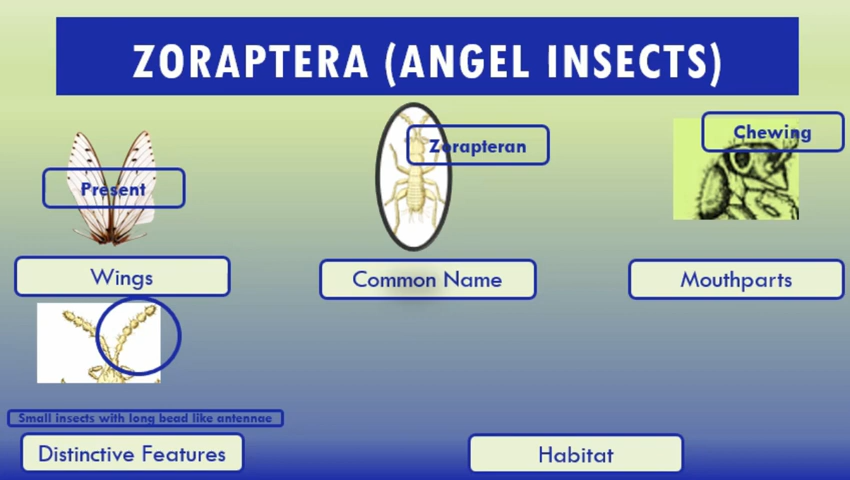 ZORAPTERA (ANGEL INSECTS)
Present
Zorapteran
Chewing
Wings
Common Name
Mouthparts
Small insects with long bead like antennae
Distinctive Features
Habitat